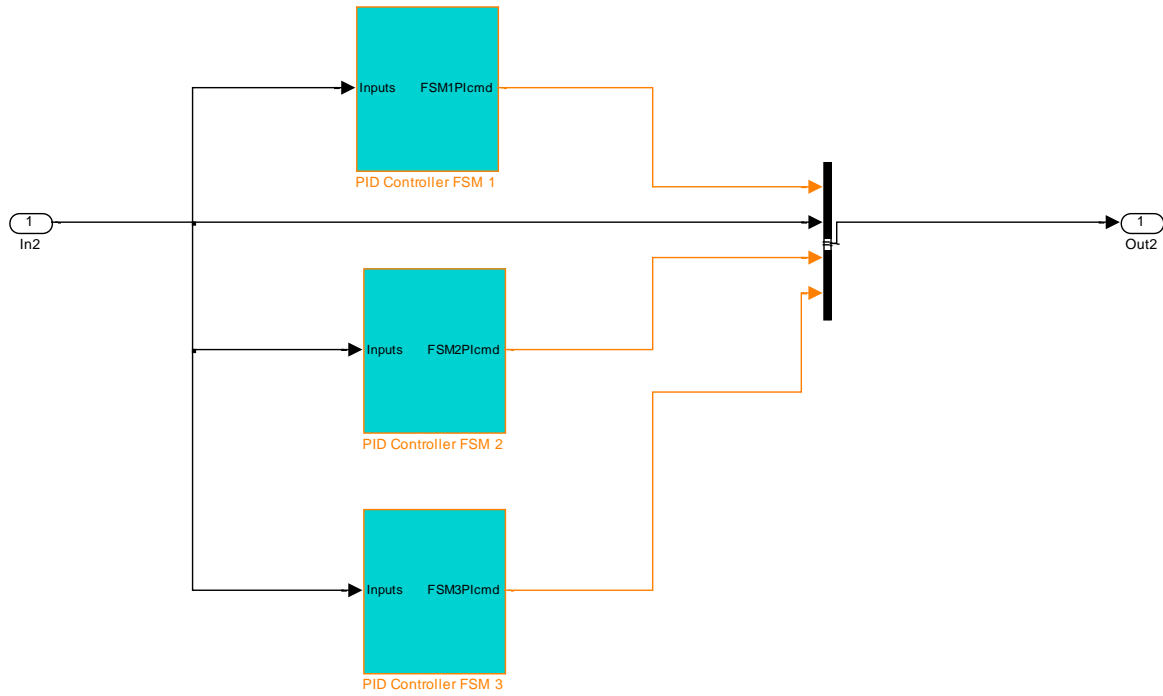 Inputs FSM1PIcmd
PID Controller FSM 1
1
In2
1
Out2
Inputs FSM2PIcmd
PID Controller FSM 2
Inputs FSM3PIcmd
PID Controller FSM 3